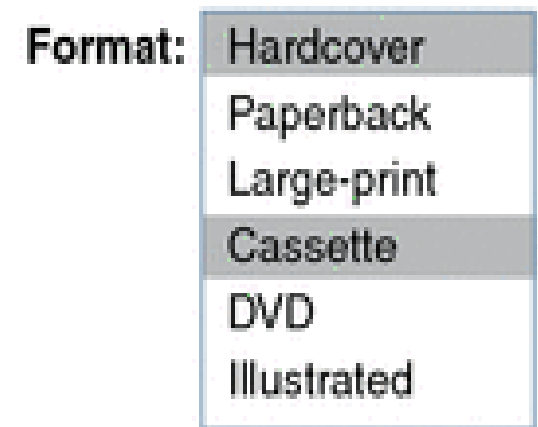 Format: Hardcover
Paperback
Large-print
Cassette
DVD
Illustrated